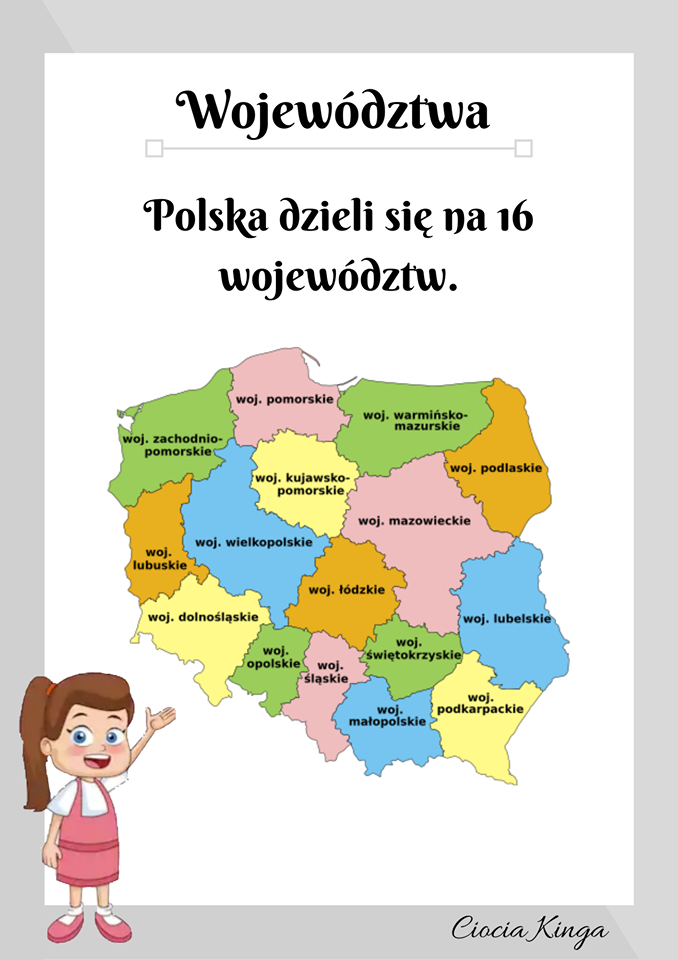 Województwa
Polska dzieli się na 16
województw.
woj. pomorskie
woj. warmińsko-
mazurskie
woj. zachodnio-
pomorskie
woj. podlaskie
woj. kujawsko-
pomorskie
woj. mazowieckie
woj. wielkopolskie
woj.
lubuskie
woj. łódzkie
woj. dolnośląskie
woj. lubelskie
woj.
opolskie
woj.
śląskie
woj.
świętokrzyskie
woj.
małopolskie
woj.
podkarpackie
Ciocia Kinga